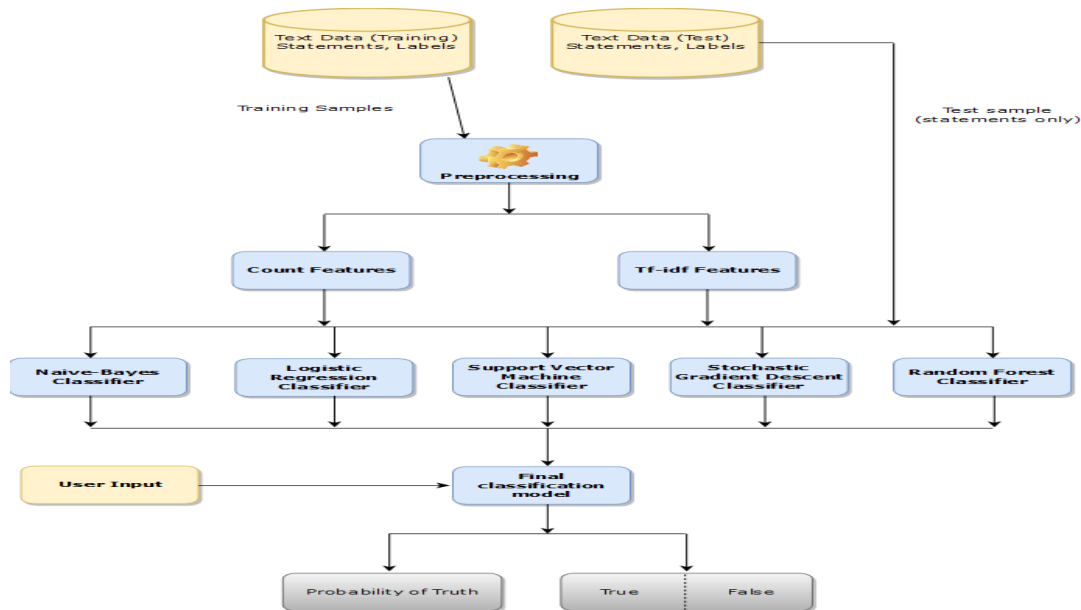 Text Data (Training)
Statements, Labels
Text Data (Test)
Statements, Labels
Training Samples
Test sample
(statements only)
Preprocessing
Count Features
Tf-idf Features
Naive-Bayes
Classifier
Logistic
Regression
Classifier
Support Vector
Machine
Classifier
Stochastic
Gradient Descent
Classifier
Random Forest
Classifier
User Input
Final
classification
model
Probability of Truth
True
False